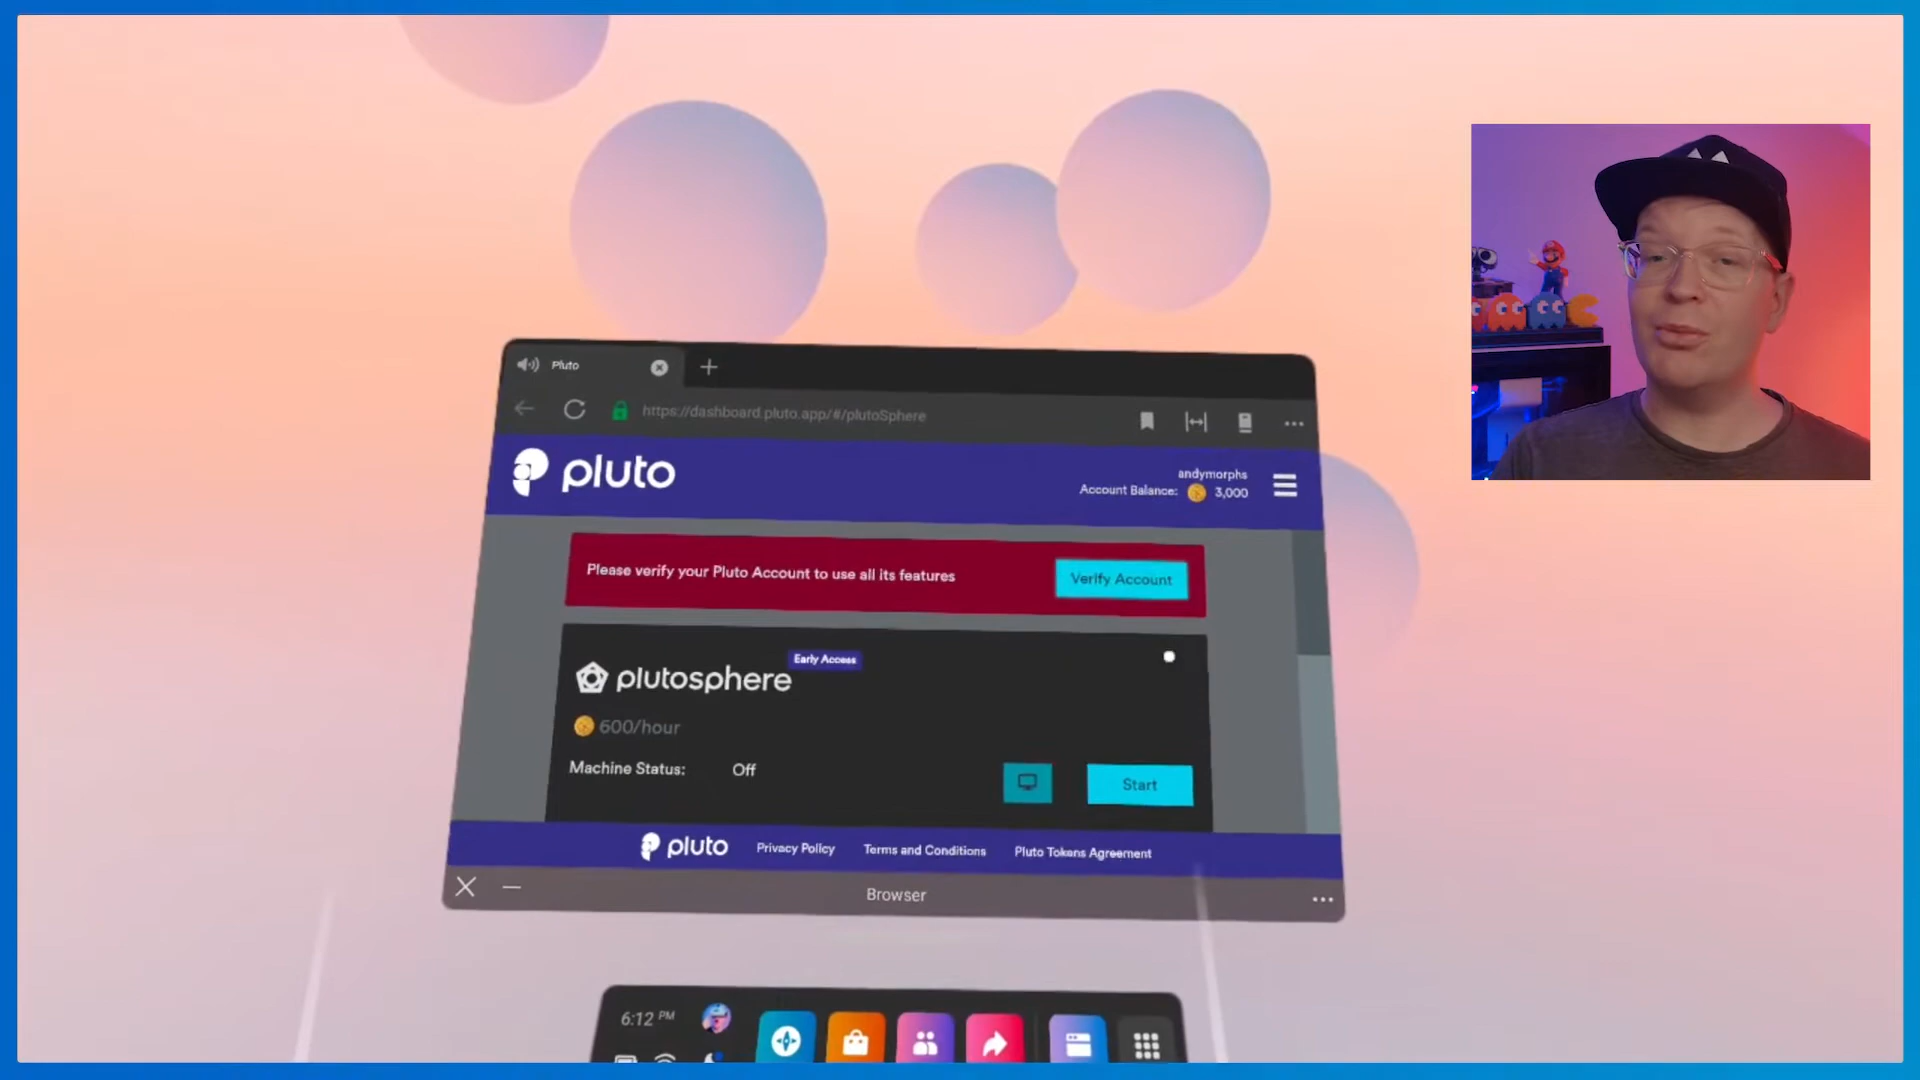 Pluto
https://dashboard.pluto.app/#/plutoSphere
pluto
andymorphs
Account Balance: 3,000
Please verify your Pluto Account to use all its features
Verify Account
plutosphere
Early Access
600/hour
Machine Status: Off
Start
pluto Privacy Policy Terms and Conditions Pluto Tokens Agreement
Browser
6:12 PM